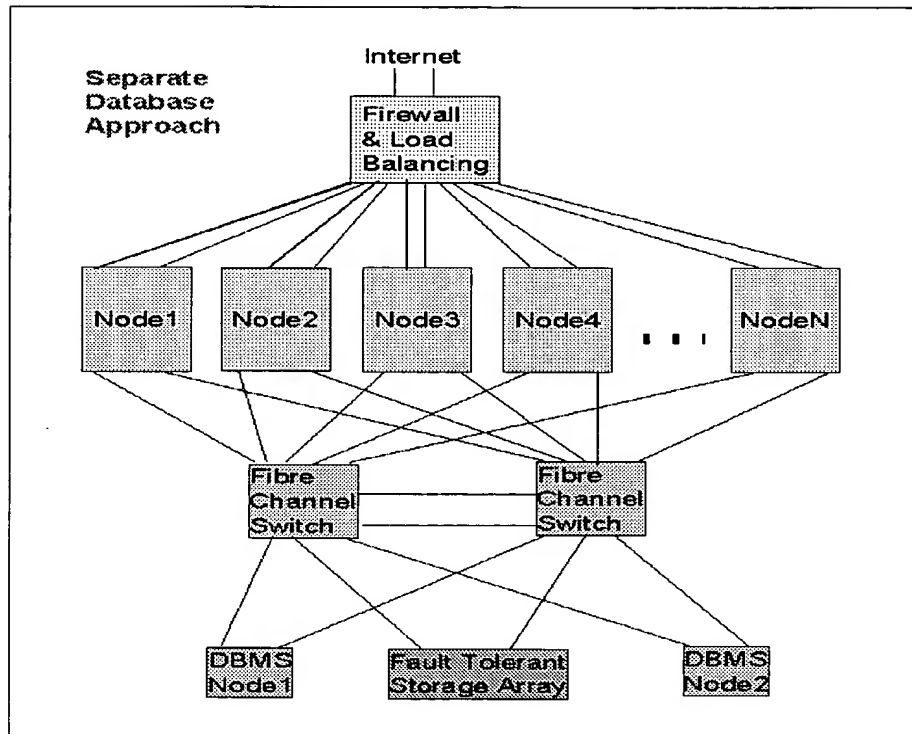 Separate
Database
Approach
Internet
Firewall
& Load
Balancing
Node1
Node2
Node3
Node4
NodeN
Fibre
Channel
Switch
Fibre
Channel
Switch
DBMS
Node1
Fault Tolerant
Storage Array
DBMS
Node2